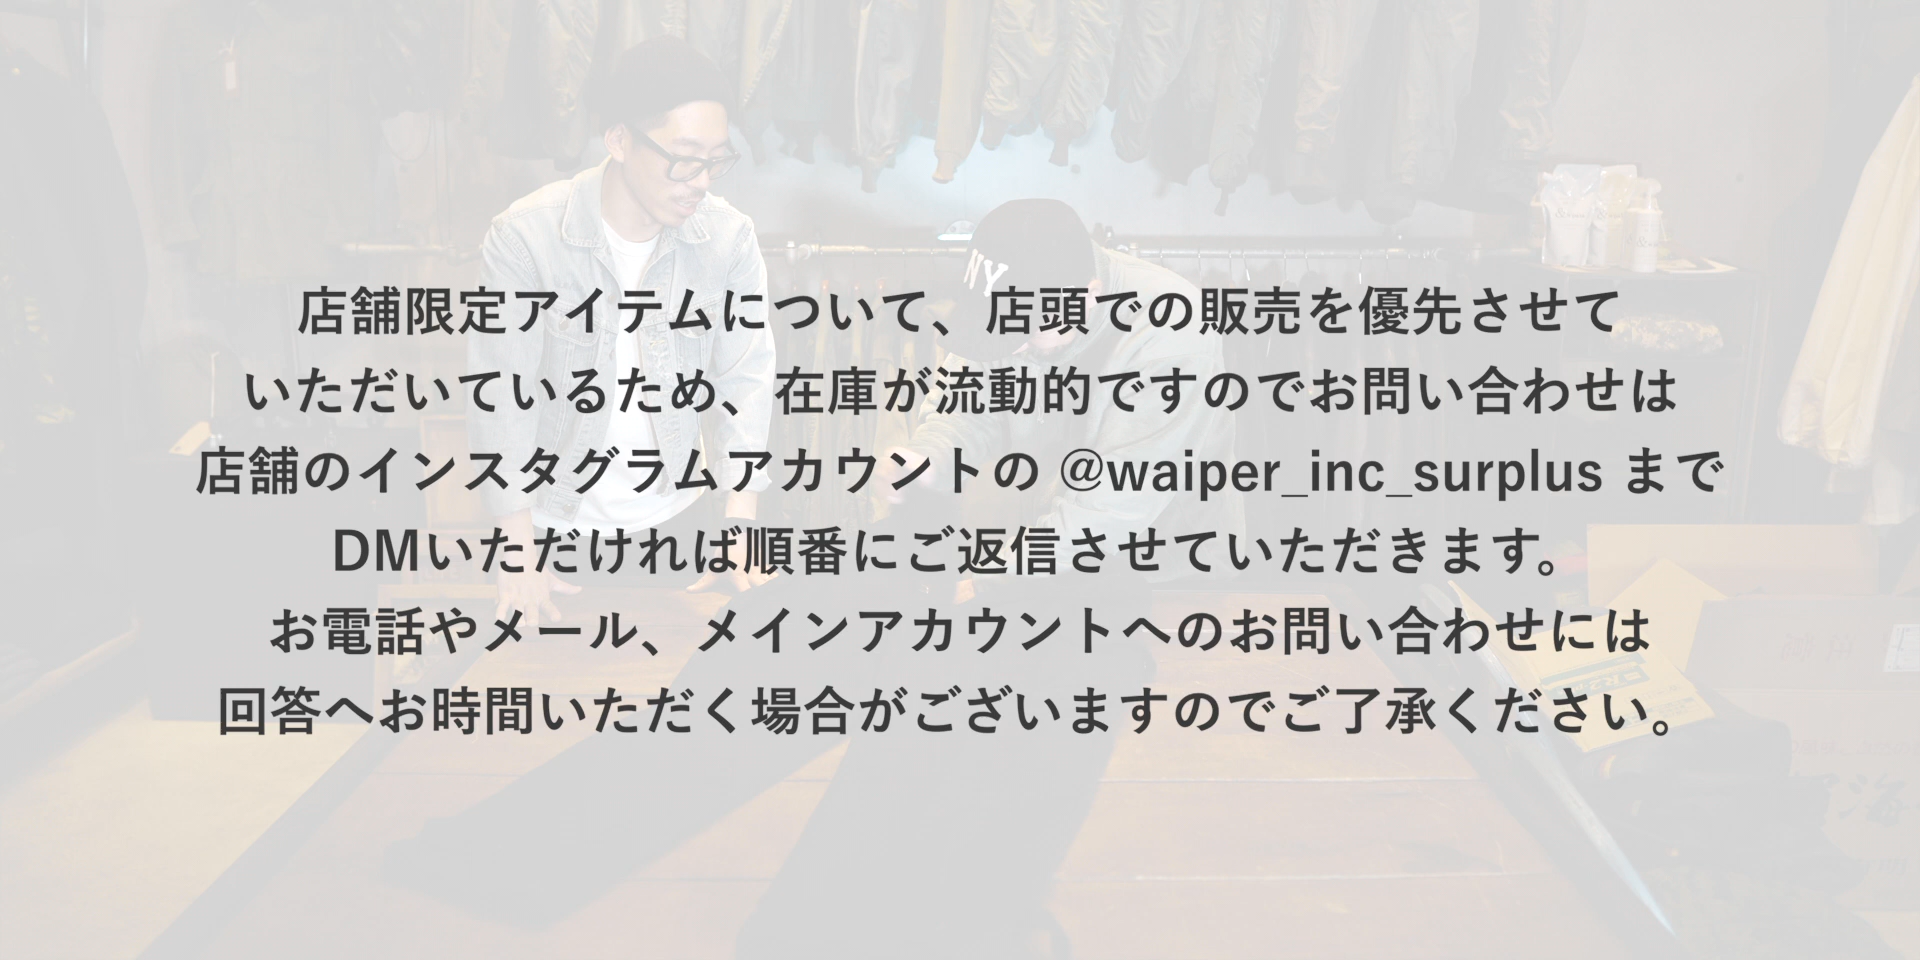 NY
店舗限定アイテムについて、店頭での販売を優先させて
いただいているため、在庫が流動的ですのでお問い合わせは
店舗のインスタグラムアカウントの @waiper_inc_surplus まで
DMいただければ順番にご返信させていただきます。
お電話やメール、メインアカウントへのお問い合わせには
回答へお時間いただく場合がございますのでご了承ください。